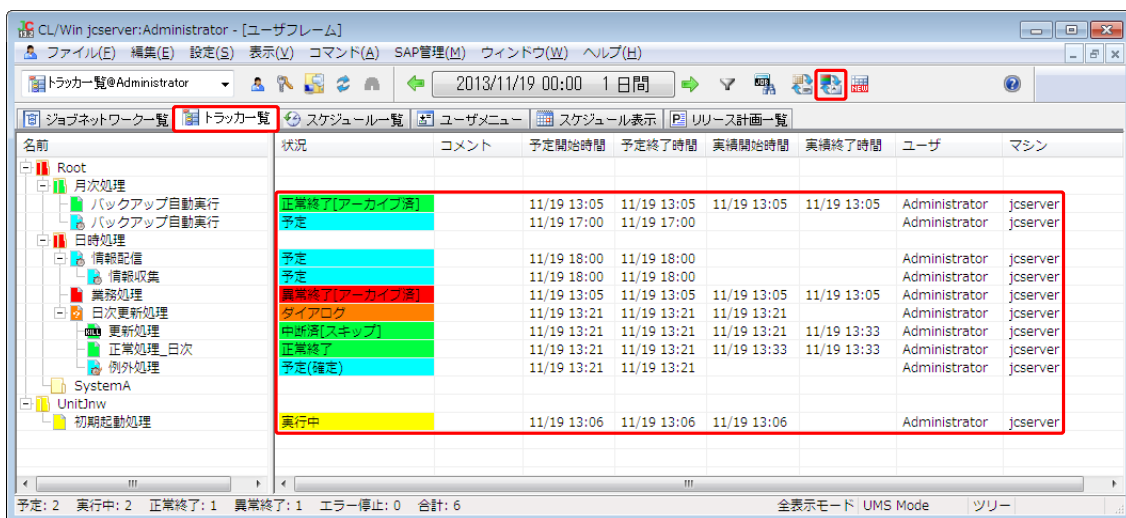 CL/Win jcserver:Administrator - [ユーザフレーム]
ファイル(F) 編集(E) 設定(S) 表示(V) コマンド(A) SAP管理(M) ウィンドウ(W) ヘルプ(H)
トラッカ一覧@Administrator 2013/11/19 00:00 1 日間 NEW
ジョブネットワーク一覧 トラッカ一覧 スケジュール一覧 ユーザメニュー スケジュール表示 リリース計画一覧
名前 状況 コメント 予定開始時間 予定終了時間 実績開始時間 実績終了時間 ユーザ マシン
Root
月次処理
バックアップ自動実行 正常終了[アーカイブ済] 11/19 13:05 11/19 13:05 11/19 13:05 11/19 13:05 Administrator jcserver
バックアップ自動実行 予定 11/19 17:00 11/19 17:00 Administrator jcserver
日時処理
情報配信 予定 11/19 18:00 11/19 18:00 Administrator jcserver
情報収集 予定 11/19 18:00 11/19 18:00 Administrator jcserver
業務処理 異常終了[アーカイブ済] 11/19 13:05 11/19 13:05 11/19 13:05 11/19 13:05 Administrator jcserver
日次更新処理 ダイアログ 11/19 13:21 11/19 13:21 11/19 13:21 Administrator jcserver
更新処理 中断済[スキップ] 11/19 13:21 11/19 13:21 11/19 13:21 11/19 13:33 Administrator jcserver
正常処理_日次 正常終了 11/19 13:21 11/19 13:21 11/19 13:33 11/19 13:33 Administrator jcserver
例外処理 予定(確定) 11/19 13:21 11/19 13:21 Administrator jcserver
SystemA
UnitJnw
初期起動処理 実行中 11/19 13:06 11/19 13:06 11/19 13:06 Administrator jcserver
予定: 2 実行中: 2 正常終了: 1 異常終了: 1 エラー停止: 0 合計: 6 全表示モード UMS Mode ツリー